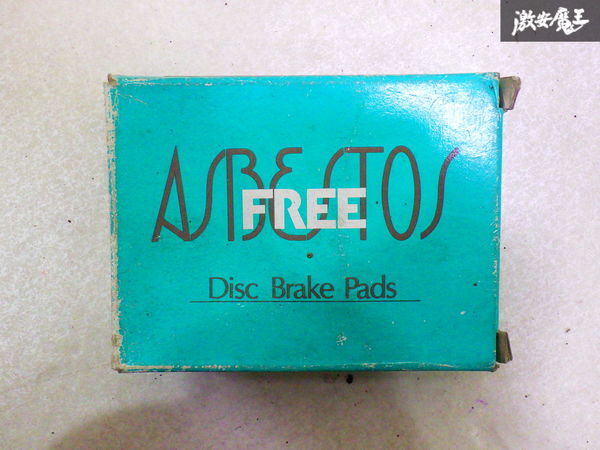 激安魔王
ASBESTOS
FREE
Disc Brake Pads